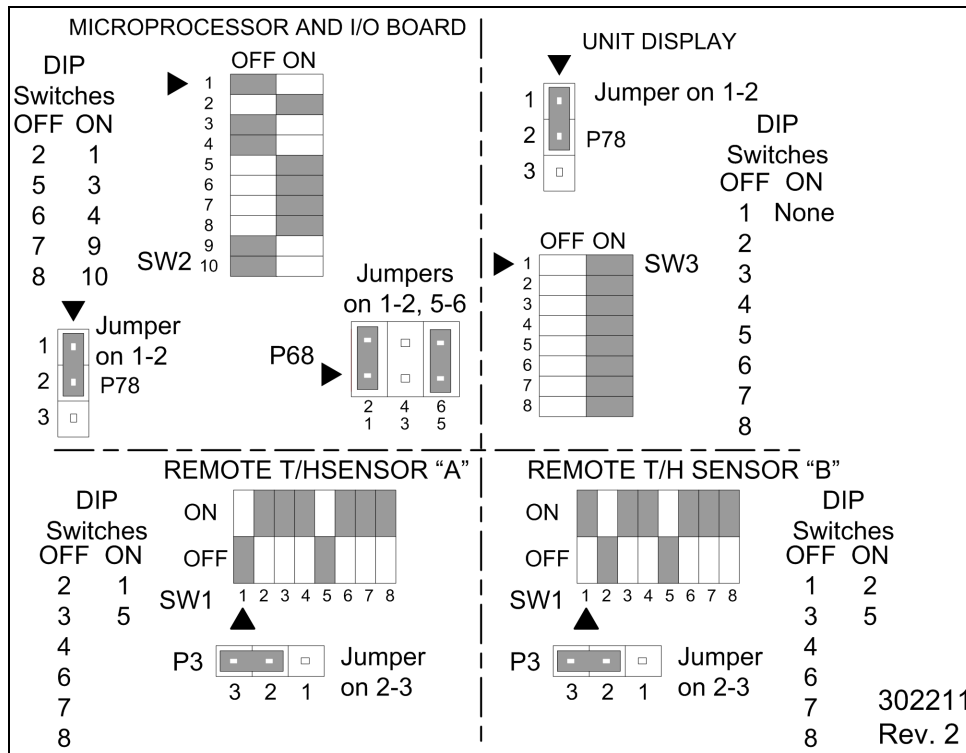 MICROPROCESSOR AND I/O BOARD
DIP
Switches
OFF ON
2 1
5 3
6 4
7 9
8 10
OFF ON
1
2
3
4
5
6
7
8
9
10
SW2
Jumper
on 1-2
P78
1
2
3
Jumpers
on 1-2, 5-6
P68
2 4 6
1 3 5
UNIT DISPLAY
Jumper on 1-2
P78
1
2
3
DIP
Switches
OFF ON
1 None
2
3
4
5
6
7
8
OFF ON
SW3
1
2
3
4
5
6
7
8
REMOTE T/HSENSOR “A”
DIP
Switches
OFF ON
2 1
3 5
4
6
7
8
ON
OFF
SW1
1 2 3 4 5 6 7 8
P3
3 2 1
Jumper
on 2-3
REMOTE T/H SENSOR “B”
ON
OFF
SW1
1 2 3 4 5 6 7 8
P3
3 2 1
Jumper
on 2-3
DIP
Switches
OFF ON
1 2
3 5
4
6
7
8
302211
Rev. 2